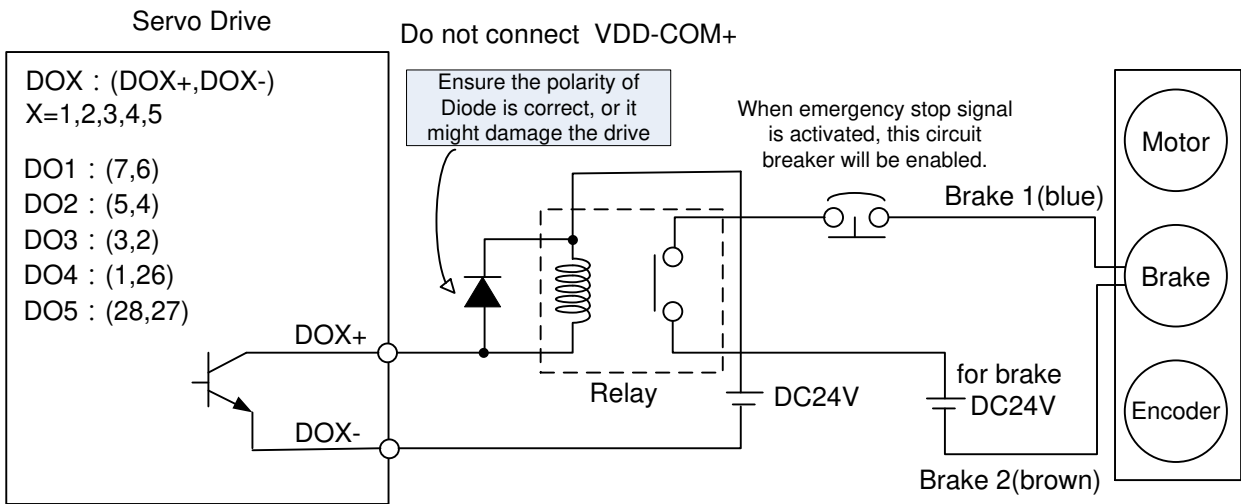 Servo Drive
Do not connect VDD-COM+
DOX : (DOX+,DOX-)
X=1,2,3,4,5
DO1 : (7,6)
DO2 : (5,4)
DO3 : (3,2)
DO4 : (1,26)
DO5 : (28,27)
Ensure the polarity of
Diode is correct, or it
might damage the drive
When emergency stop signal
is activated, this circuit
breaker will be enabled.
Motor
Brake 1(blue)
Brake
DOX+
Relay
DC24V
for brake
DC24V
Encoder
DOX-
Brake 2(brown)